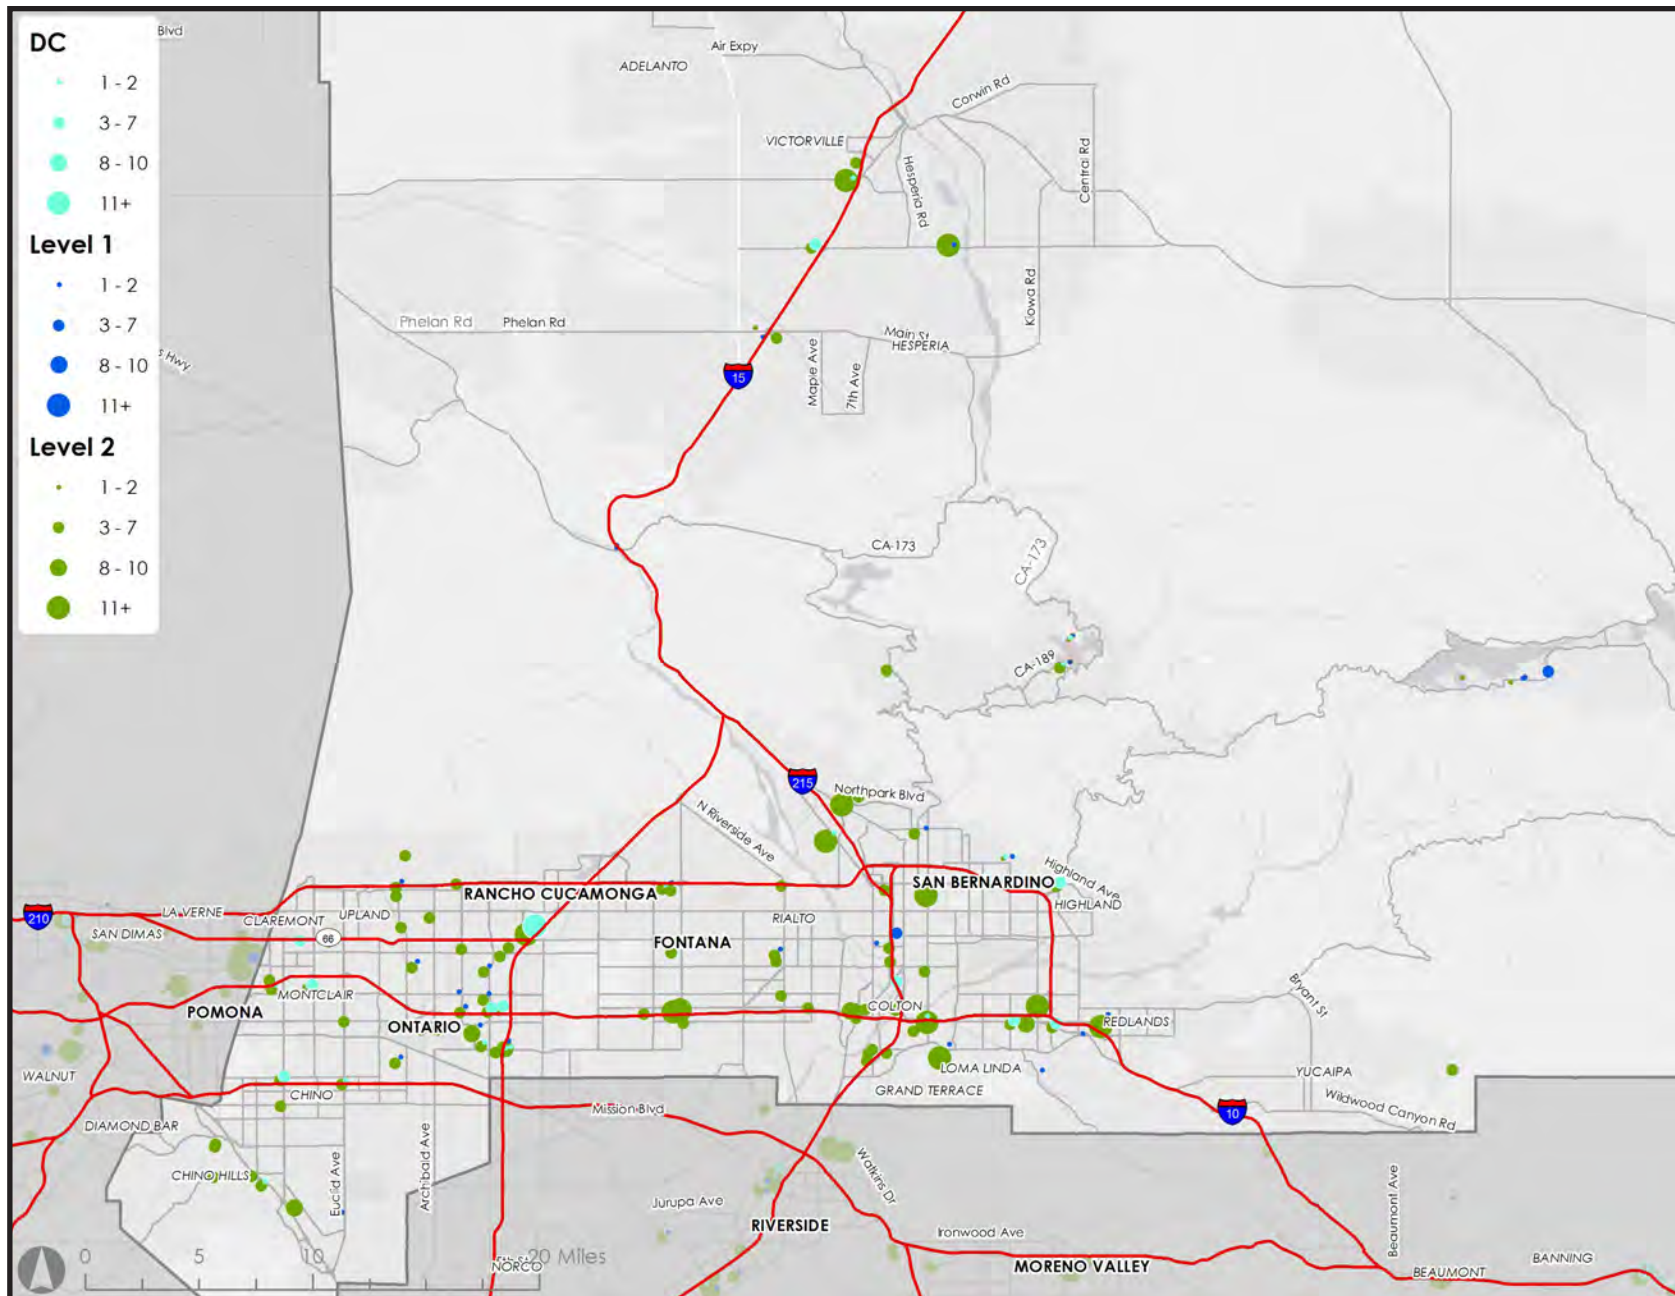 DC
1 - 2
3 - 7
8 - 10
11+
Level 1
1 - 2
3 - 7
8 - 10
11+
Level 2
1 - 2
3 - 7
8 - 10
11+
Blvd
s Hwy
Air Expy
ADELANTO
Corwin Rd
VICTORVILLE
Hesperia Rd
Central Rd
Kiowa Rd
Phelan Rd
Phelan Rd
Main St
HESPERIA
Maple Ave
7th Ave
15
CA-173
CA-173
CA-189
215
Northpark Blvd
N Riverside Ave
Highland Ave
RANCHO CUCAMONGA
SAN BERNARDINO
HIGHLAND
210
LA VERNE
CLAREMONT
UPLAND
RIALTO
SAN DIMAS
66
FONTANA
MONTCLAIR
POMONA
ONTARIO
COLTON
REDLANDS
Bryant St
WALNUT
LOMA LINDA
YUCAIPA
CHINO
GRAND TERRACE
Mission Blvd
10
Wildwood Canyon Rd
DIAMOND BAR
CHINO HILLS
Euclid Ave
Archibald Ave
Watkins Dr
Beaumont Ave
Jurupa Ave
RIVERSIDE
Ironwood Ave
MORENO VALLEY
BANNING
BEAUMONT
0
5
10
20 Miles
5th St
NORCO